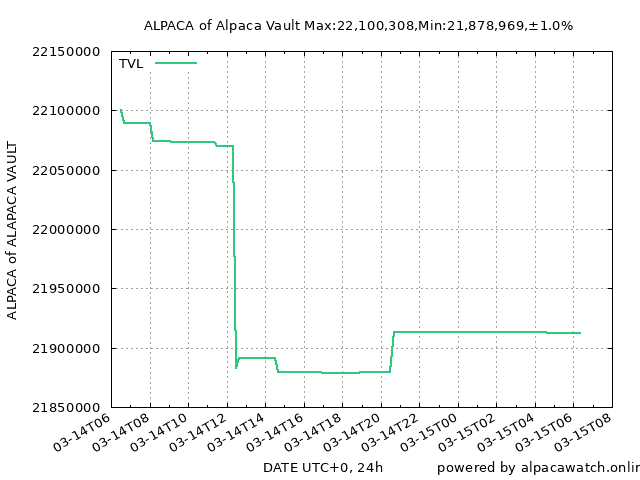 ALPACA of Alpaca Vault Max:22,100,308,Min:21,878,969,±1.0%
22150000
TVL
22100000
22050000
22000000
21950000
21900000
21850000
ALPACA of ALAPACA VAULT
03-14T06
03-14T08
03-14T10
03-14T12
03-14T14
03-14T16
03-14T18
03-14T20
03-14T22
03-15T00
03-15T02
03-15T04
03-15T06
03-15T08
DATE UTC+0, 24h
powered by alpacawatch.onlin